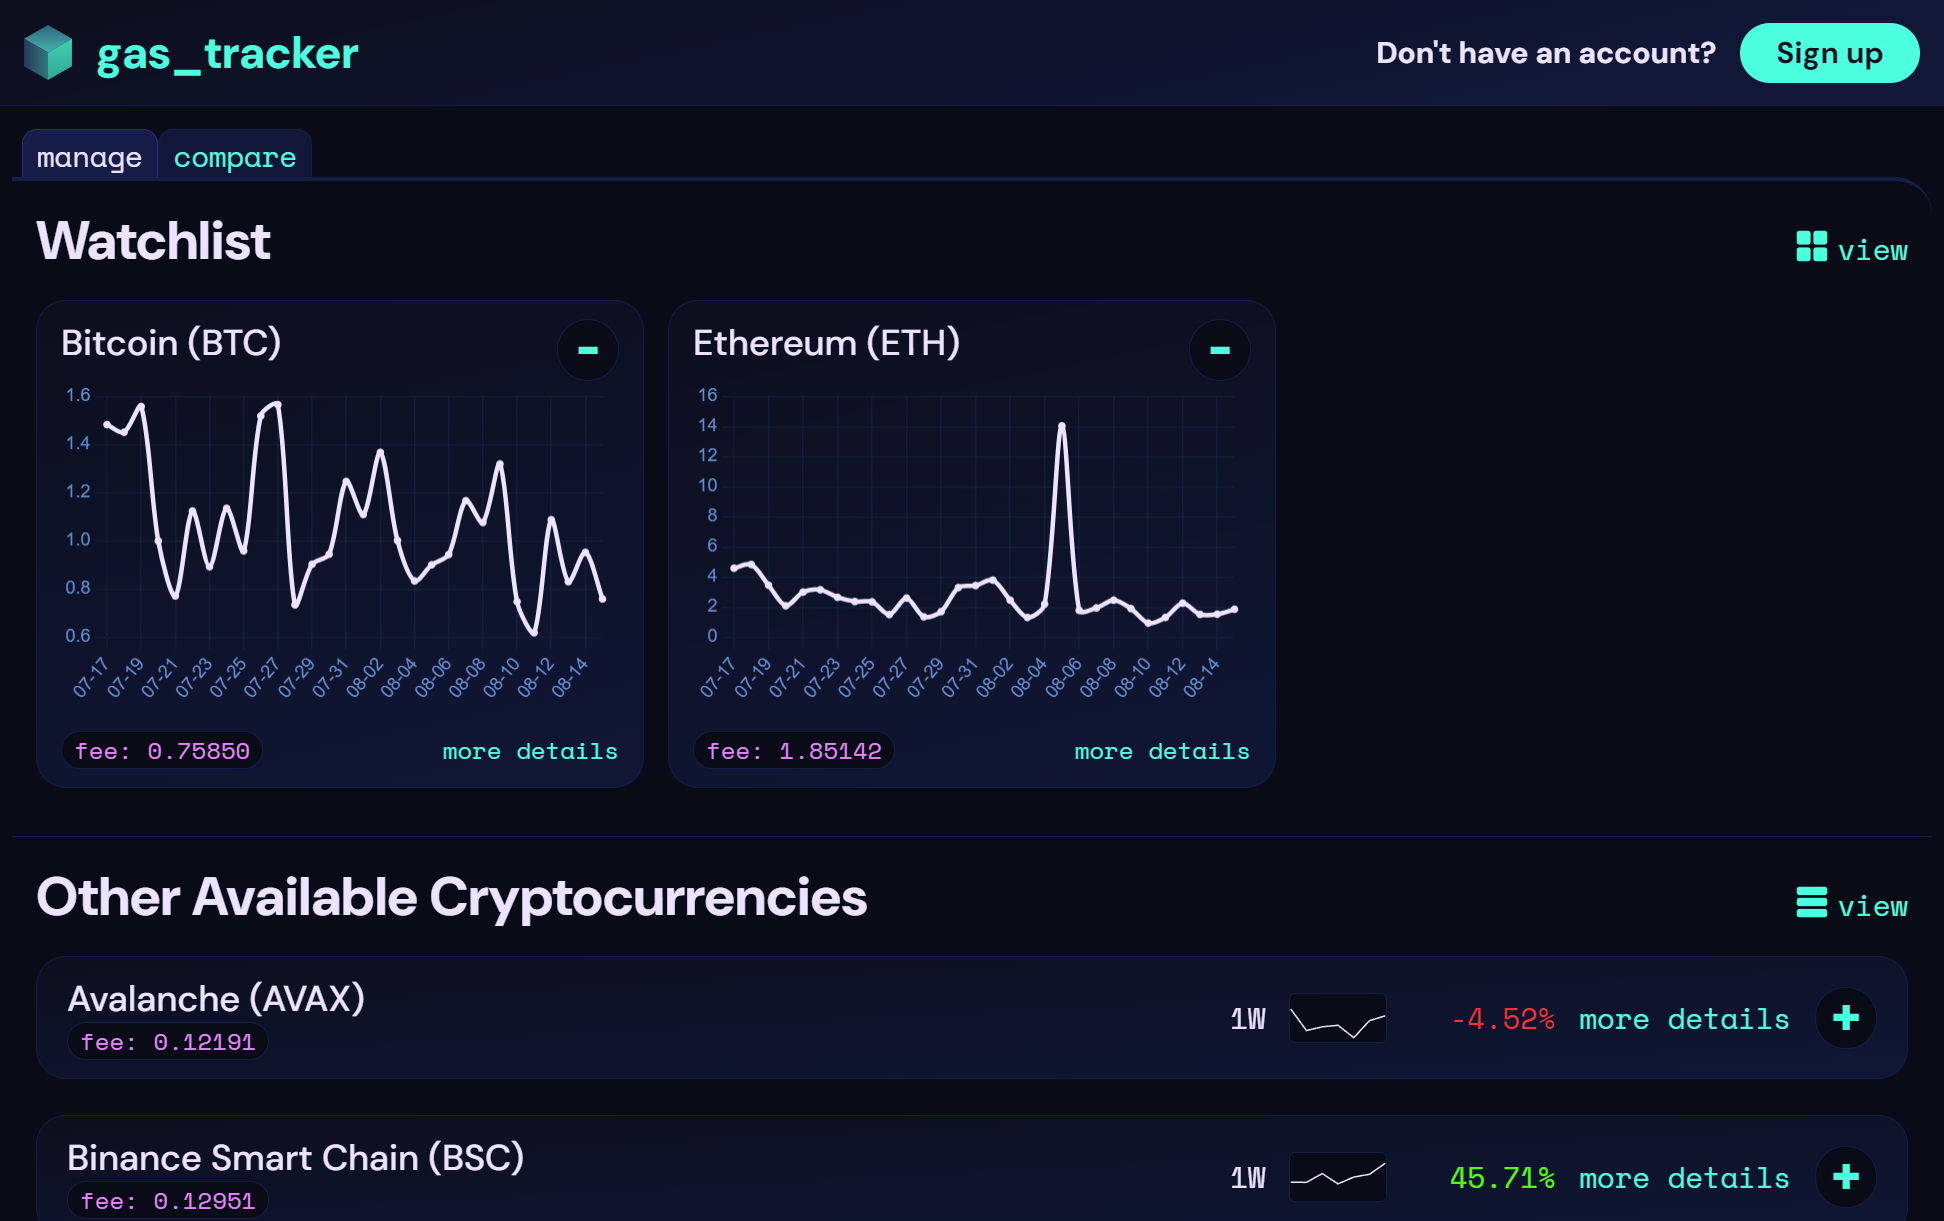 gas_tracker
Don't have an account?
Sign up
manage
compare
Watchlist
view
Bitcoin (BTC)
1.6
1.4
1.2
1.0
0.8
0.6
07-17
07-19
07-21
07-23
07-25
07-27
07-29
07-31
08-02
08-04
08-06
08-08
08-10
08-12
08-14
fee: 0.75850
more details
Ethereum (ETH)
16
14
12
10
8
6
4
2
0
07-17
07-19
07-21
07-23
07-25
07-27
07-29
07-31
08-02
08-04
08-06
08-08
08-10
08-12
08-14
fee: 1.85142
more details
Other Available Cryptocurrencies
view
Avalanche (AVAX)
fee: 0.12191
1W
-4.52%
more details
Binance Smart Chain (BSC)
fee: 0.12951
1W
45.71%
more details